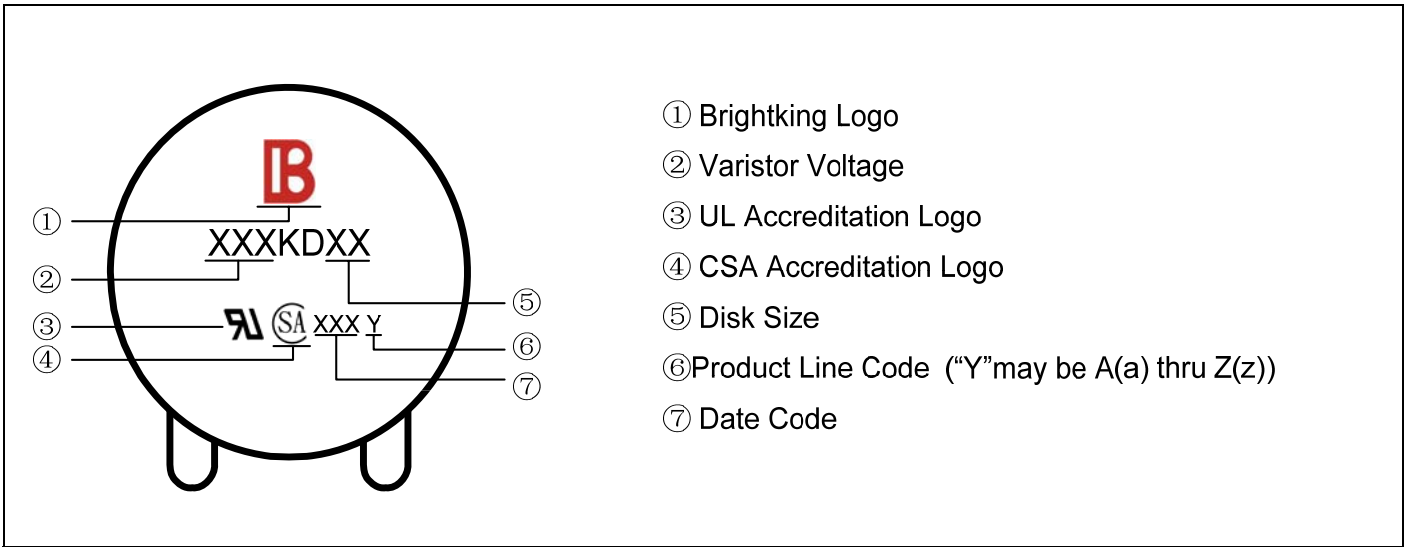 ① Brightking Logo
② Varistor Voltage
③ UL Accreditation Logo
④ CSA Accreditation Logo
⑤ Disk Size
⑥Product Line Code (“Y”may be A(a) thru Z(z))
⑦ Date Code
B
①
XXXKDXX
②
⑤
③ RU SA XXX Y
④
⑥
⑦